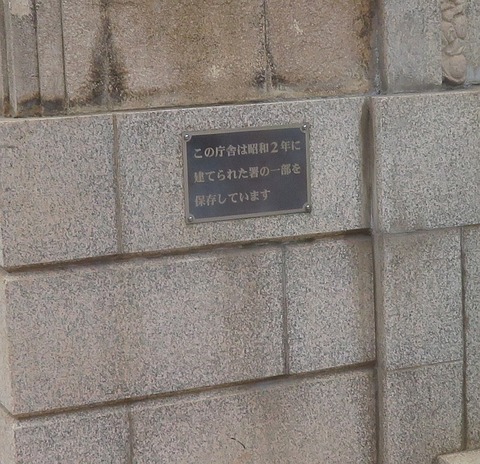 この庁舎は昭和2年に
建てられた署の一部を
保存しています